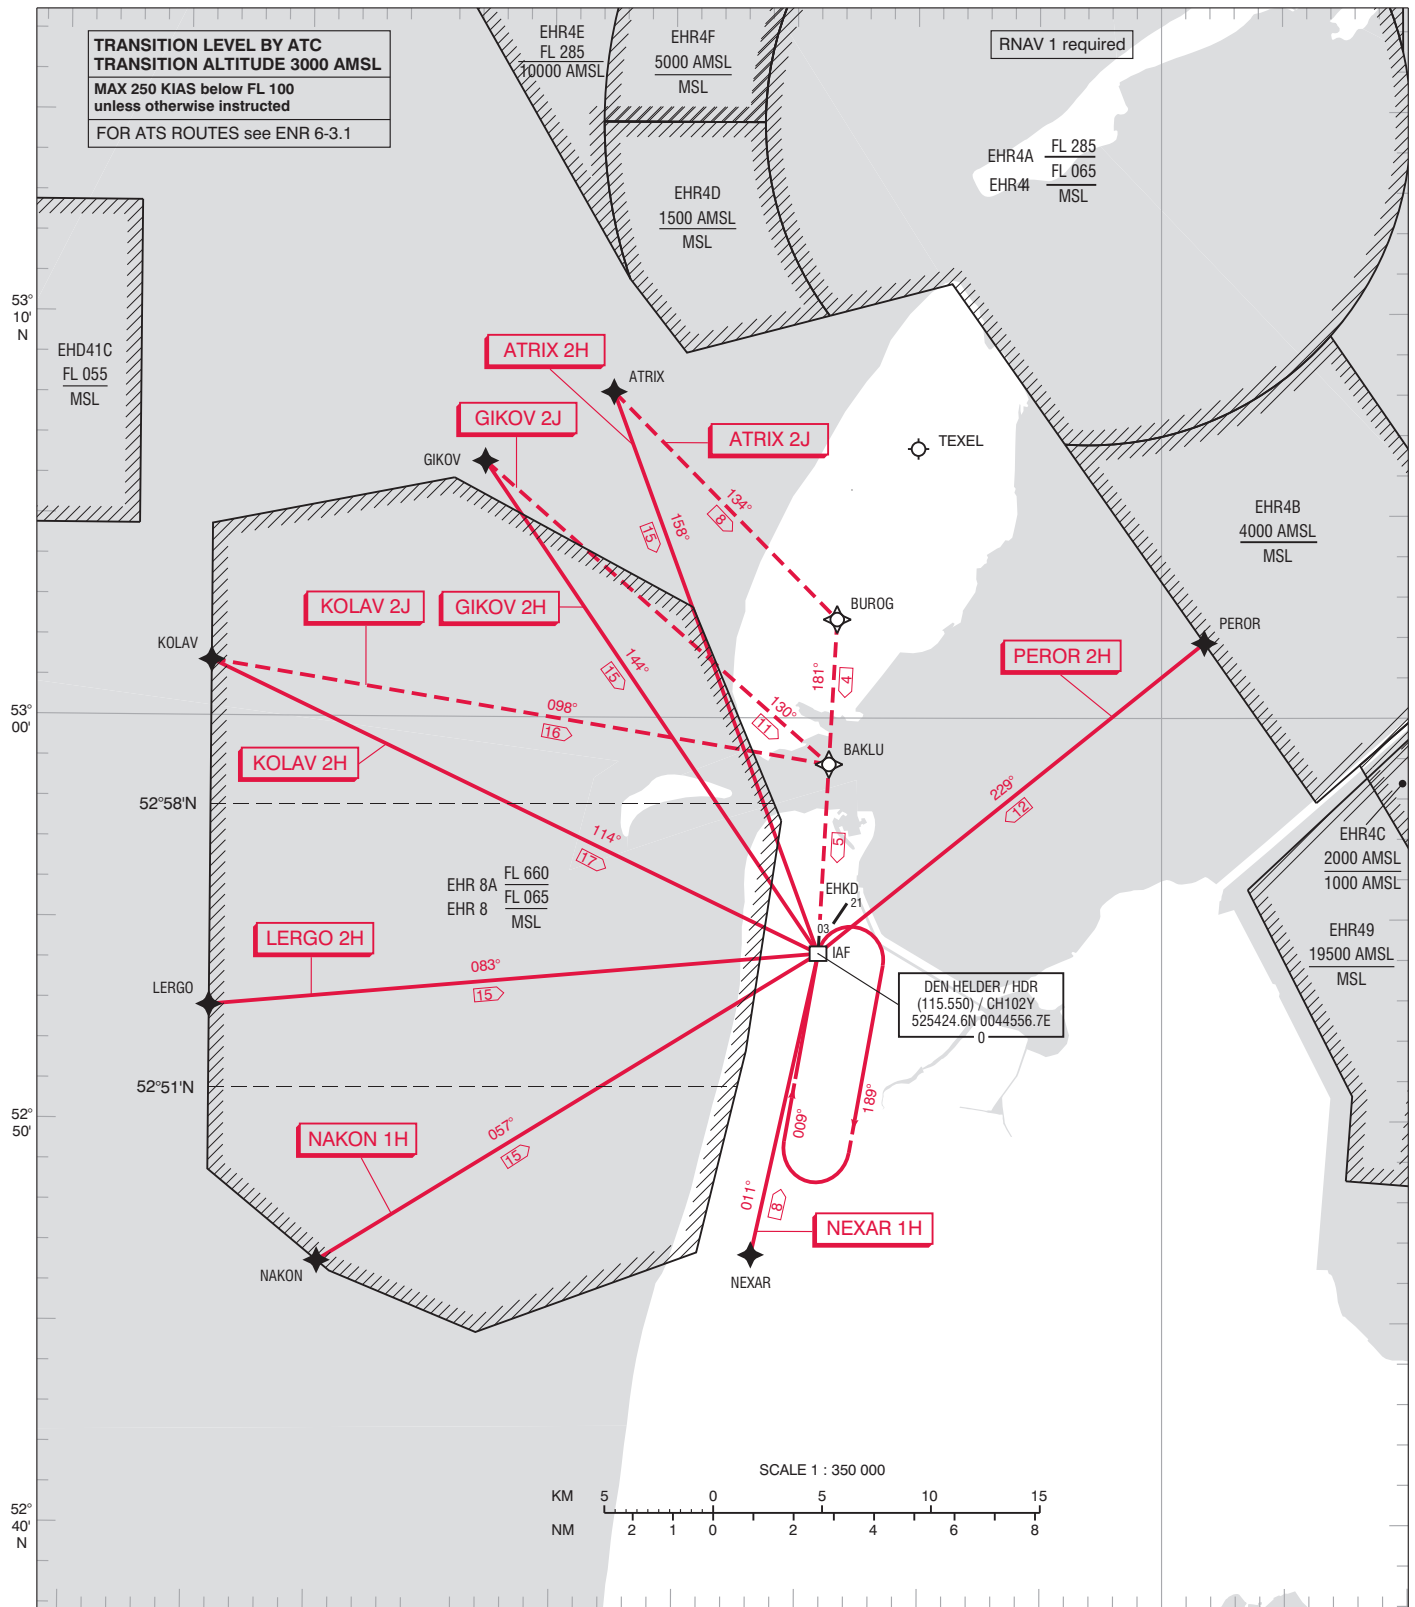 TRANSITION LEVEL BY ATC
TRANSITION ALTITUDE 3000 AMSL
MAX 250 KIAS below FL 100
unless otherwise instructed
FOR ATS ROUTES see ENR 6-3.1
EHR4E
FL 285
10000 AMSL
EHR4F
5000 AMSL
MSL
RNAV 1 required
EHR4A FL 285
FL 065
EHR4
MSL
EHR4D
1500 AMSL
MSL
53°
10'
N
EHD41C
FL 055
MSL
ATRIX 2H
ATRIX
GIKOV 2J
ATRIX 2J
GIKOV
TEXEL
134°
8
158°
15
EHR4B
4000 AMSL
MSL
KOLAV 2J
GIKOV 2H
BUROG
PEROR
KOLAV
144°
15
181°
4
PEROR 2H
098°
16
130°
11
53°
00'
BAKLU
KOLAV 2H
229°
12
52°58'N
114°
17
5
EHR4C
2000 AMSL
1000 AMSL
EHR 8A FL 660
FL 065
EHR 8
MSL
EHKD
21
03
IAF
LERGO 2H
EHR49
19500 AMSL
MSL
083°
15
LERGO
DEN HELDER / HDR
(115.550) / CH102Y
525424.6N 0044556.7E
0
52°51'N
009°
189°
52°
50'
NAKON 1H
057°
15
011°
8
NEXAR 1H
NAKON
NEXAR
SCALE 1 : 350 000
KM 5 0 5 10 15
NM 2 1 0 2 4 6 8
52°
40'
N